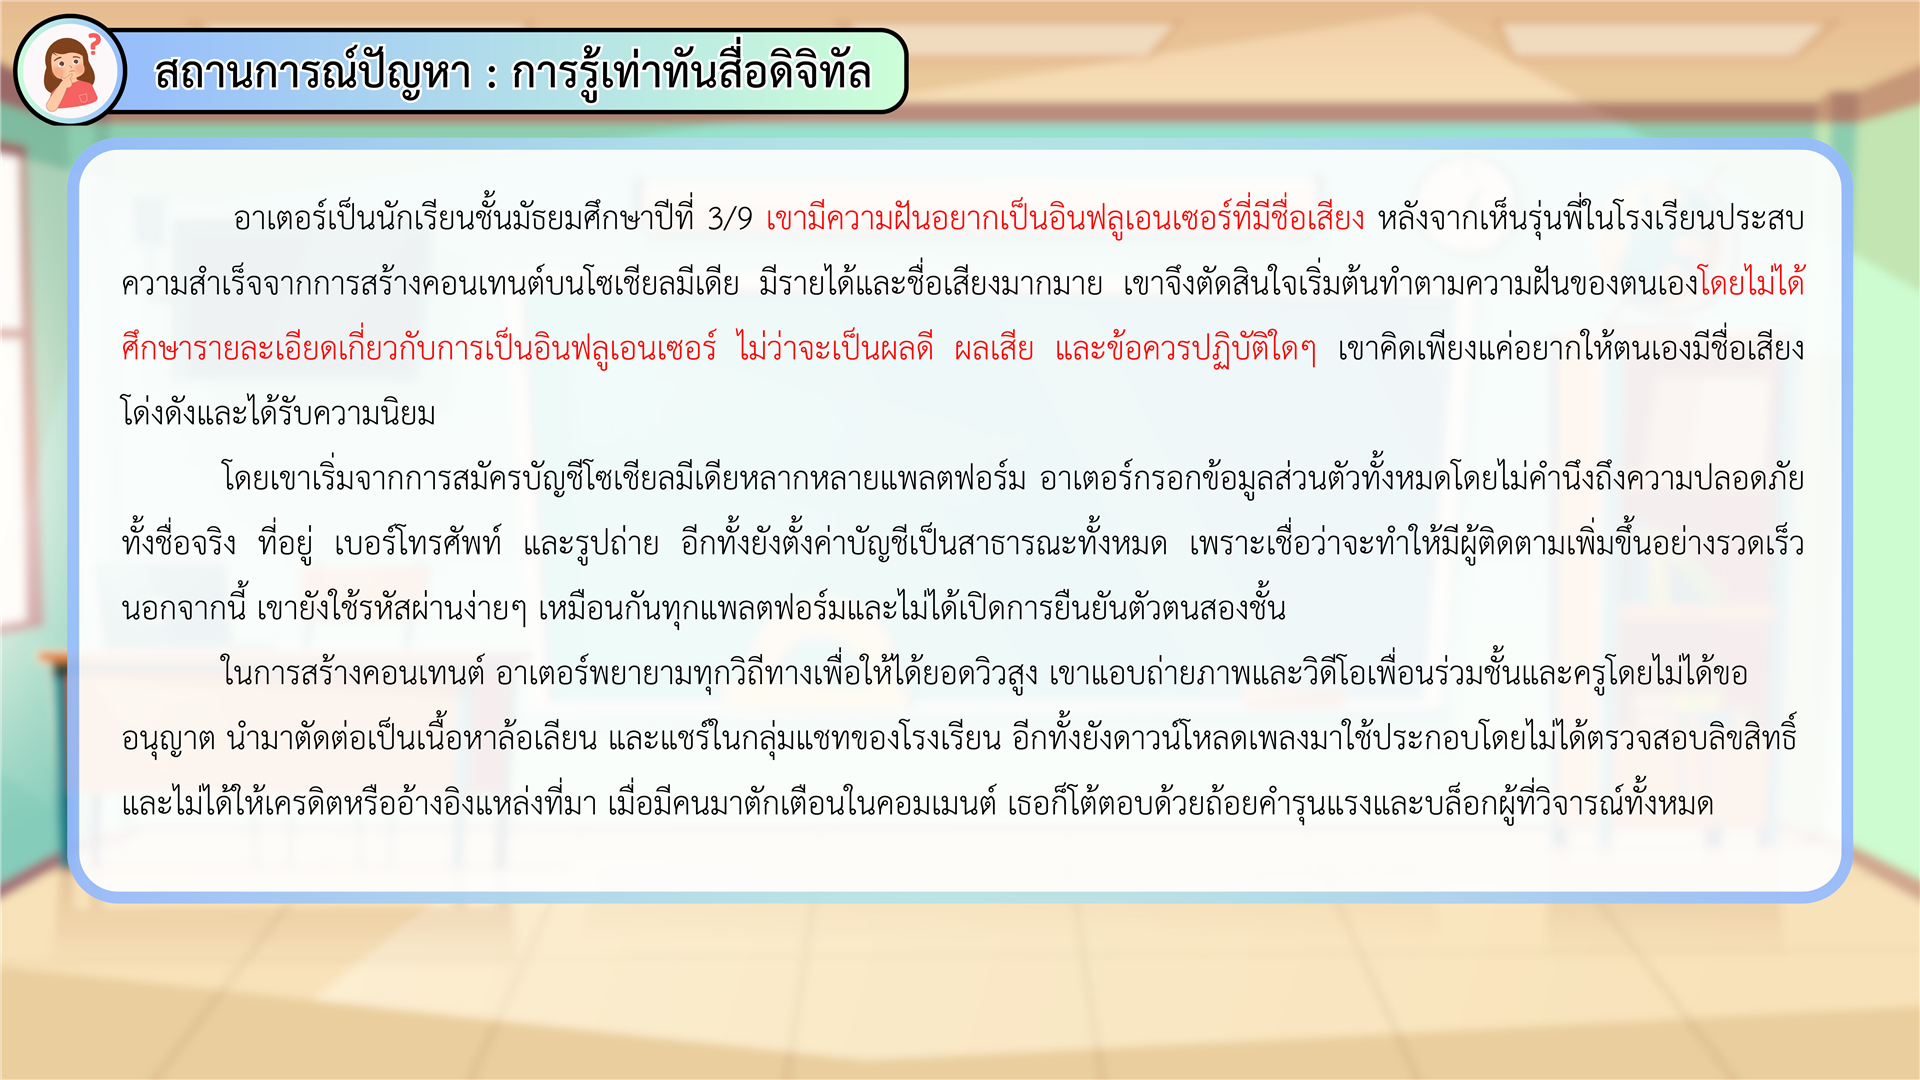 ?
สถานการณ์ปัญหา : การรู้เท่าทันสื่อดิจิทัล
อาเตอร์เป็นนักเรียนชั้นมัธยมศึกษาปีที่ 3/9 เขามีความฝันอยากเป็นอินฟลูเอนเซอร์ที่มีชื่อเสียง หลังจากเห็นรุ่นพี่ในโรงเรียนประสบ
ความสำเร็จจากการสร้างคอนเทนต์บนโซเชียลมีเดีย มีรายได้และชื่อเสียงมากมาย เขาจึงตัดสินใจเริ่มต้นทำตามความฝันของตนเองโดยไม่ได้
ศึกษารายละเอียดเกี่ยวกับการเป็นอินฟลูเอนเซอร์ ไม่ว่าจะเป็นผลดี ผลเสีย และข้อควรปฏิบัติใดๆ เขาคิดเพียงแค่อยากให้ตนเองมีชื่อเสียง
โด่งดังและได้รับความนิยม
โดยเขาเริ่มจากการสมัครบัญชีโซเชียลมีเดียหลากหลายแพลตฟอร์ม อาเตอร์กรอกข้อมูลส่วนตัวทั้งหมดโดยไม่คำนึงถึงความปลอดภัย
ทั้งชื่อจริง ที่อยู่ เบอร์โทรศัพท์ และรูปถ่าย อีกทั้งยังตั้งค่าบัญชีเป็นสาธารณะทั้งหมด เพราะเชื่อว่าจะทำให้มีผู้ติดตามเพิ่มขึ้นอย่างรวดเร็ว
นอกจากนี้ เขายังใช้รหัสผ่านง่ายๆ เหมือนกันทุกแพลตฟอร์มและไม่ได้เปิดการยืนยันตัวตนสองชั้น
ในการสร้างคอนเทนต์ อาเตอร์พยายามทุกวิถีทางเพื่อให้ได้ยอดวิวสูง เขาแอบถ่ายภาพและวิดีโอเพื่อนร่วมชั้นและครูโดยไม่ได้ขอ
อนุญาต นำมาตัดต่อเป็นเนื้อหาล้อเลียน และแชร์ในกลุ่มแชทของโรงเรียน อีกทั้งยังดาวน์โหลดเพลงมาใช้ประกอบโดยไม่ได้ตรวจสอบลิขสิทธิ์
และไม่ได้ให้เครดิตหรืออ้างอิงแหล่งที่มา เมื่อมีคนมาตักเตือนในคอมเมนต์ เธอก็โต้ตอบด้วยถ้อยคำรุนแรงและบล็อกผู้ที่วิจารณ์ทั้งหมด